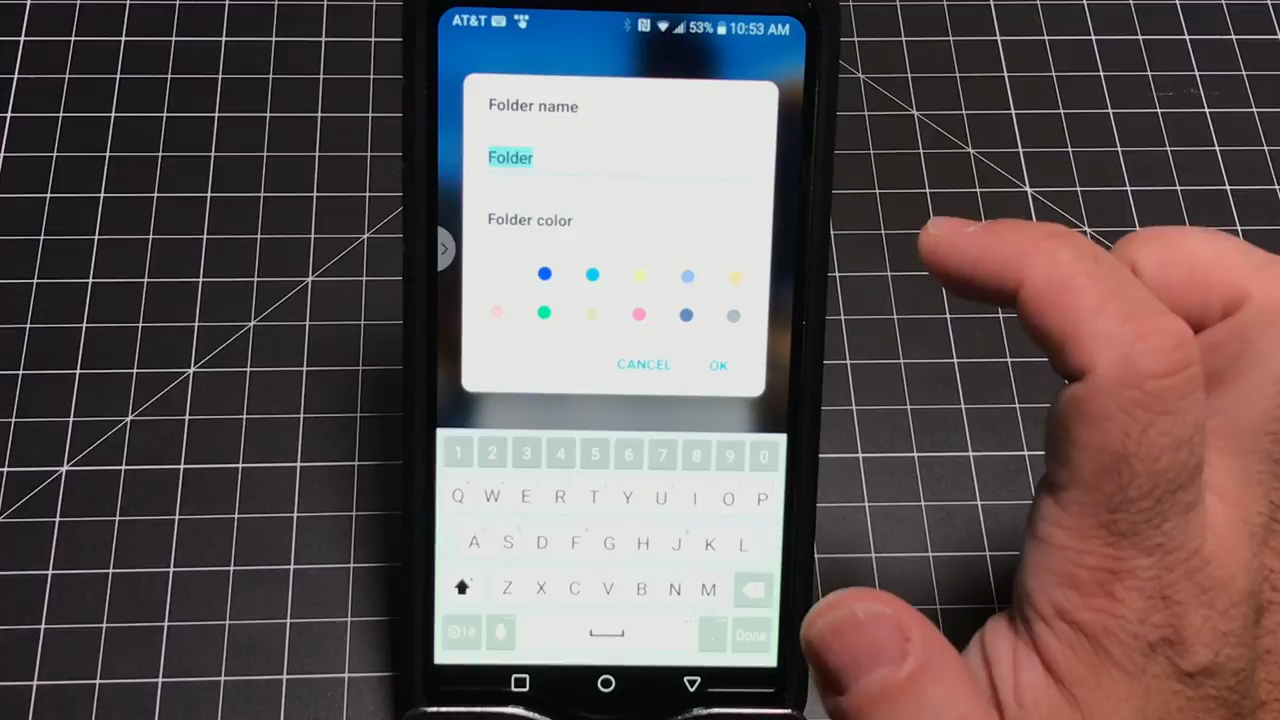 AT&T 53% 10:53 AM
Folder name
Folder
Folder color
CANCEL OK
1 2 3 4 5 6 7 8 9 0
Q W E R T Y U I O P
A S D F G H J K L
Z X C V B N M
1# . Done